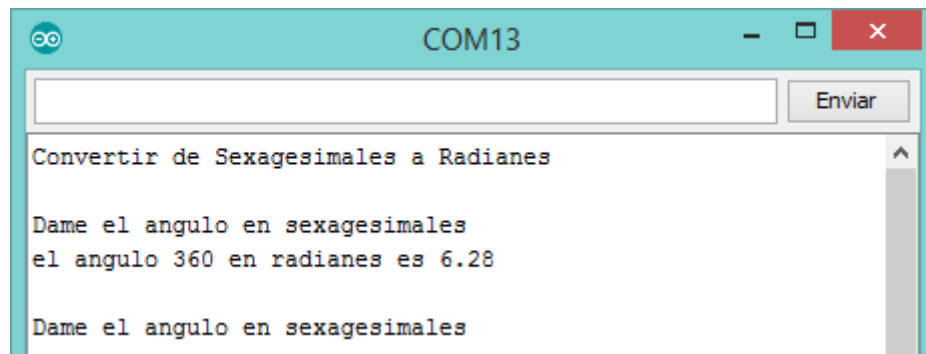 COM13
Enviar
Convertir de Sexagesimales a Radianes
Dame el angulo en sexagesimales
el angulo 360 en radianes es 6.28
Dame el angulo en sexagesimales